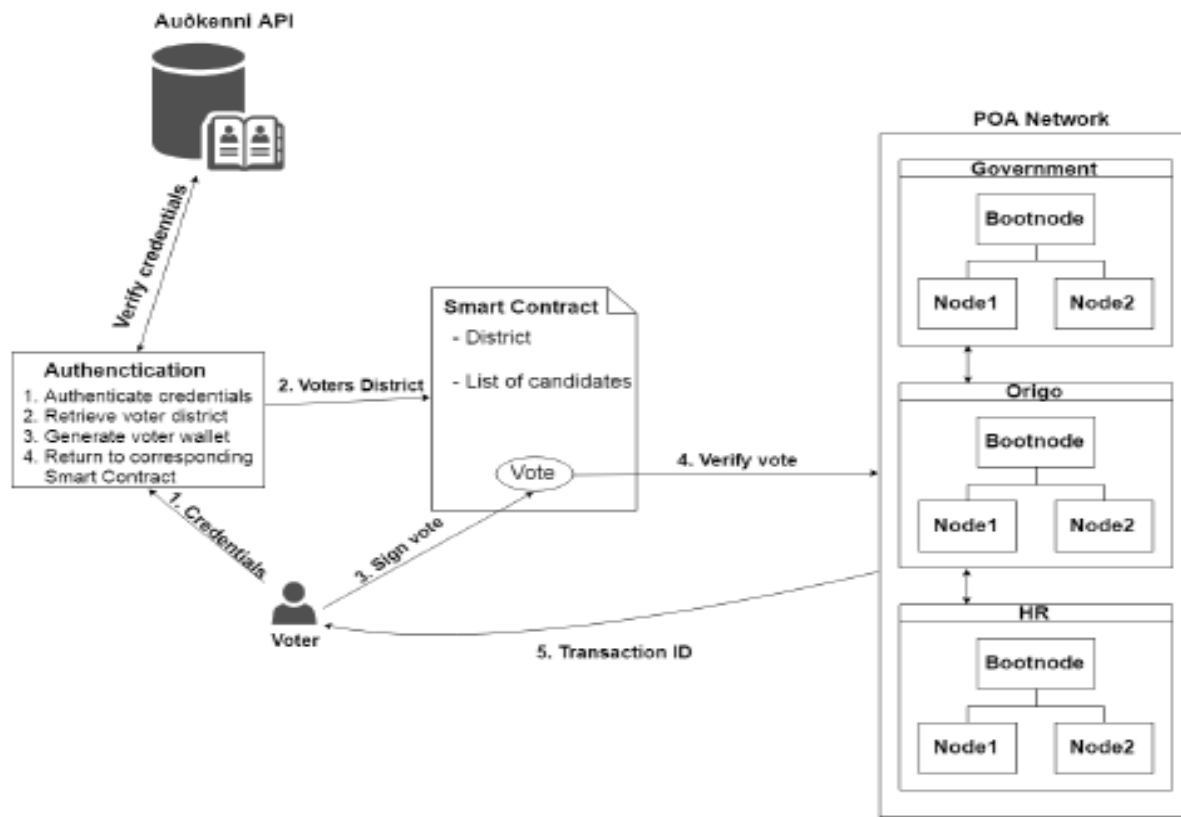 Auðkenni API
Verify credentials
Authenctication
1. Authenticate credentials
2. Retrieve voter district
3. Generate voter wallet
4. Return to corresponding
Smart Contract
1. Credentials
Voter
2. Voters District
Smart Contract
- District
- List of candidates
Vote
3. Sign vote
4. Verify vote
5. Transaction ID
POA Network
Government
Bootnode
Node1
Node2
Origo
Bootnode
Node1
Node2
HR
Bootnode
Node1
Node2